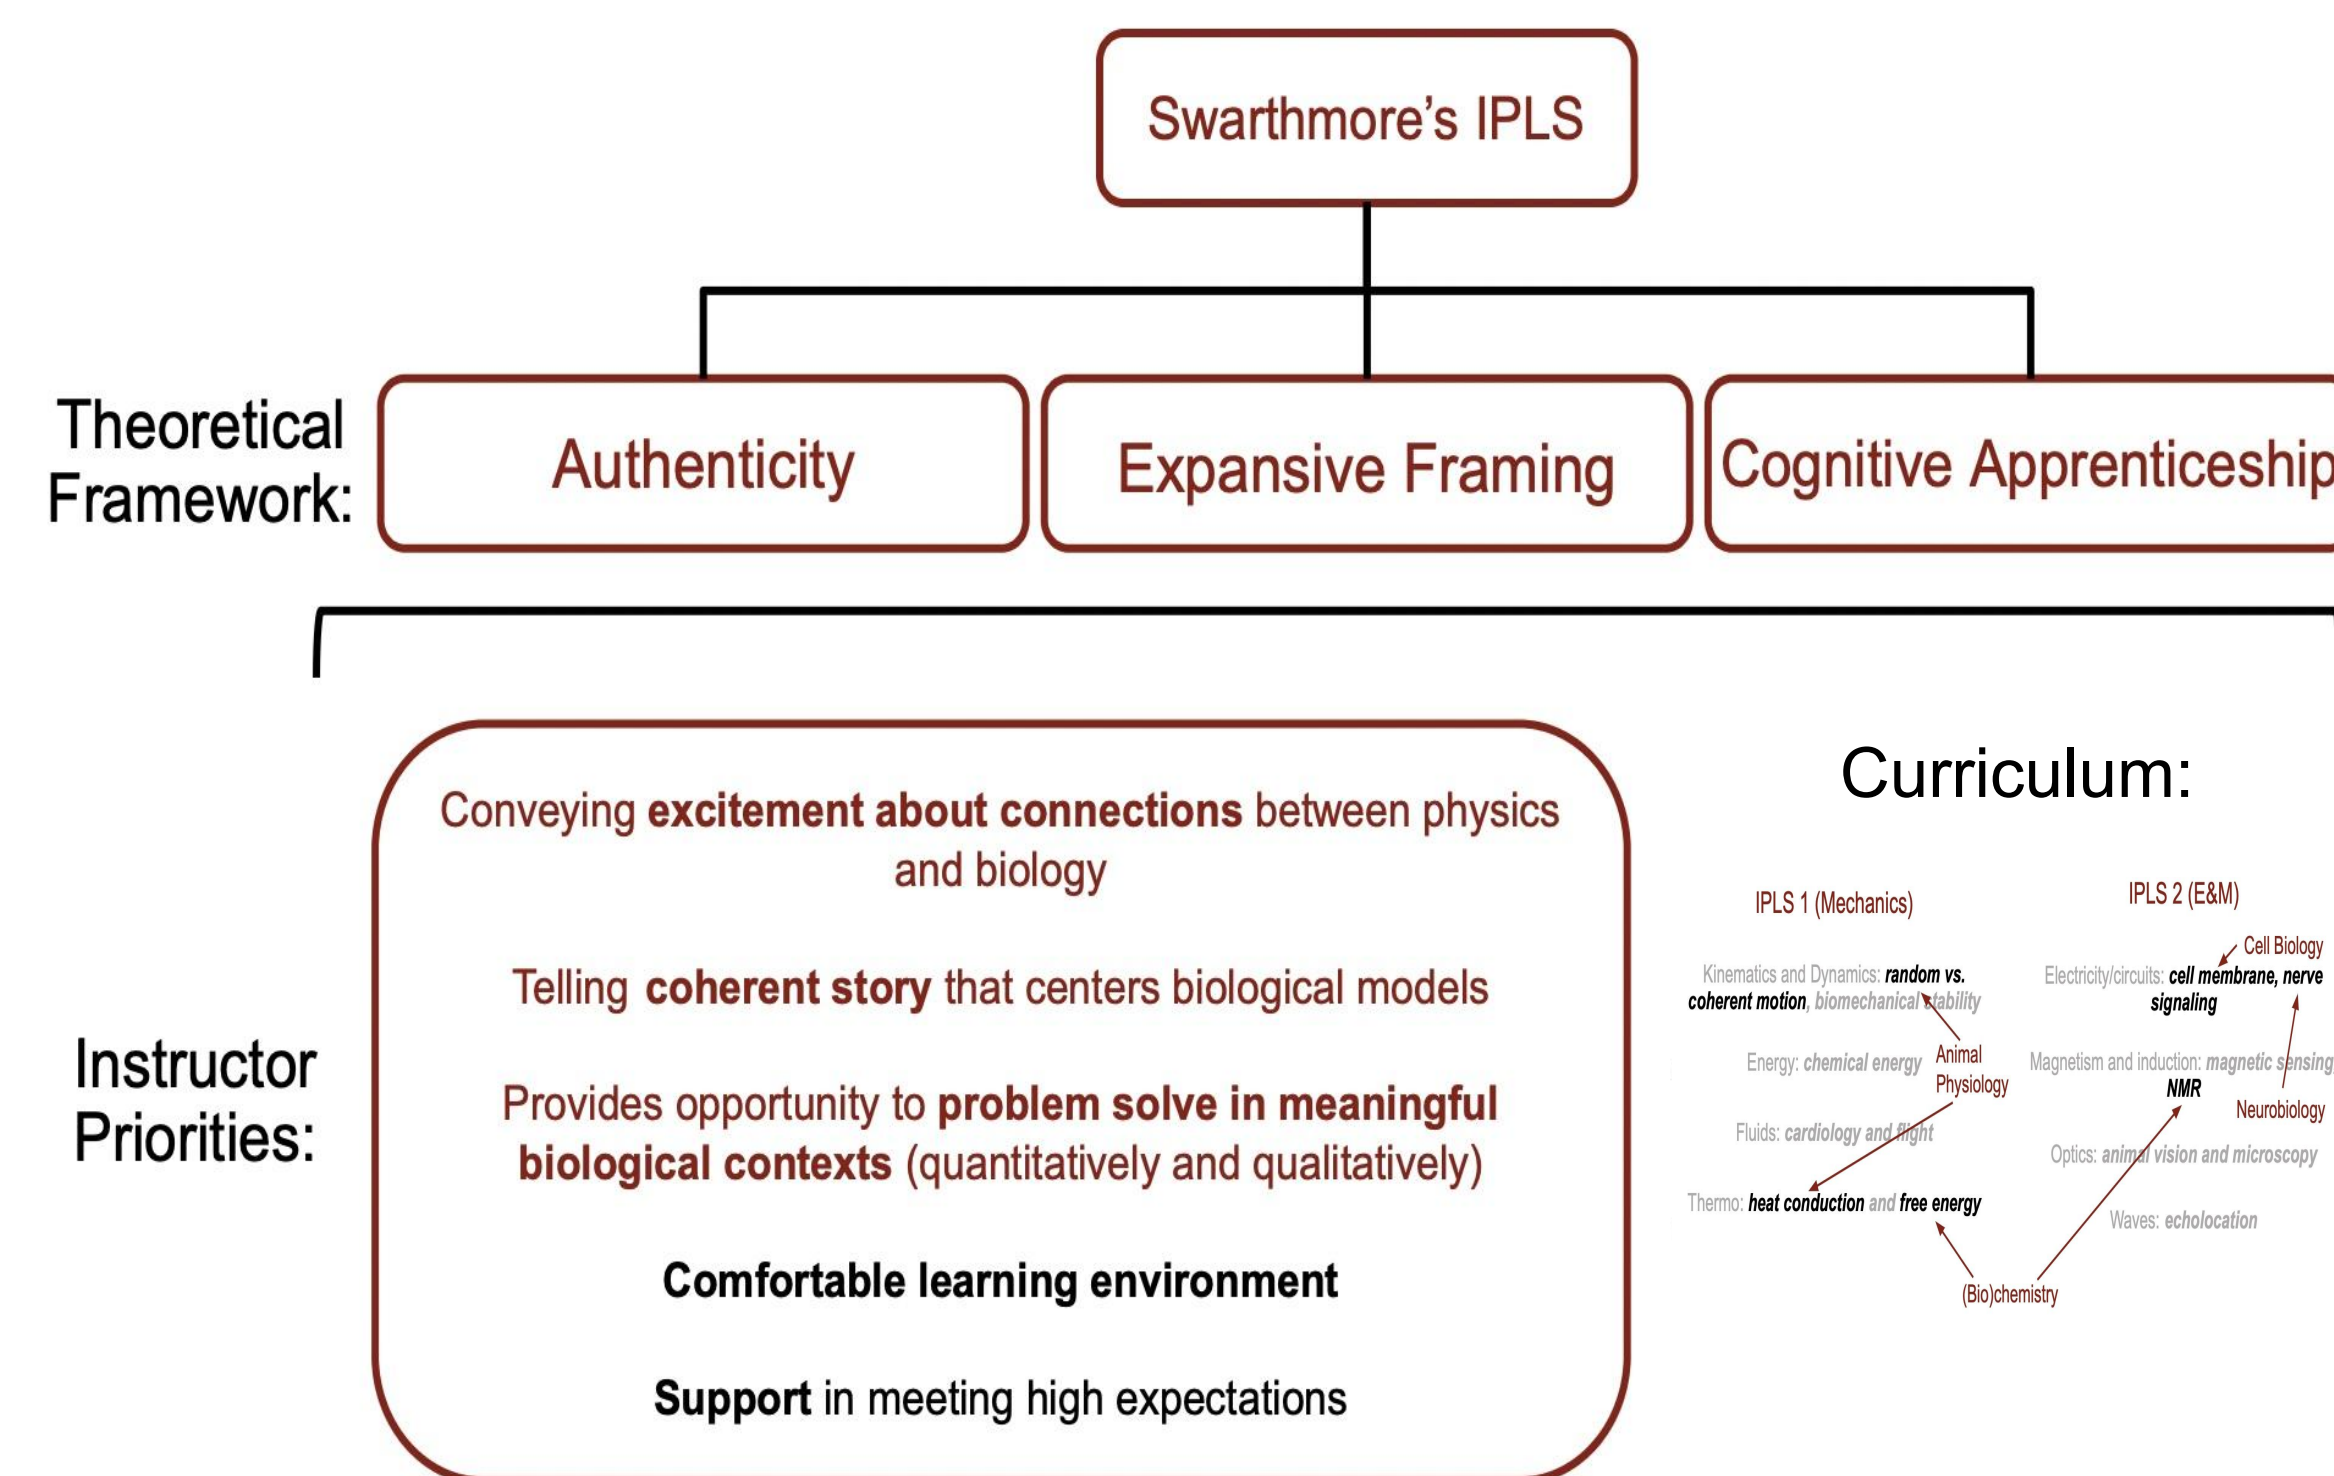 Swarthmore’s IPLS
Theoretical
Framework:
Authenticity
Expansive Framing
Cognitive Apprenticeship
Instructor
Priorities:
Conveying excitement about connections between physics
and biology
Telling coherent story that centers biological models
Provides opportunity to problem solve in meaningful
biological contexts (quantitatively and qualitatively)
Comfortable learning environment
Support in meeting high expectations
Curriculum:
IPLS 1 (Mechanics)
Kinematics and Dynamics: random vs.
coherent motion, biomechanical stability
Energy: chemical energy
Animal
Physiology
Fluids: cardiology and flight
Thermo: heat conduction and free energy
IPLS 2 (E&M)
Cell Biology
Electricity/circuits: cell membrane, nerve
signaling
Magnetism and induction: magnetic sensing,
NMR
Neurobiology
Optics: animal vision and microscopy
Waves: echolocation
(Bio)chemistry